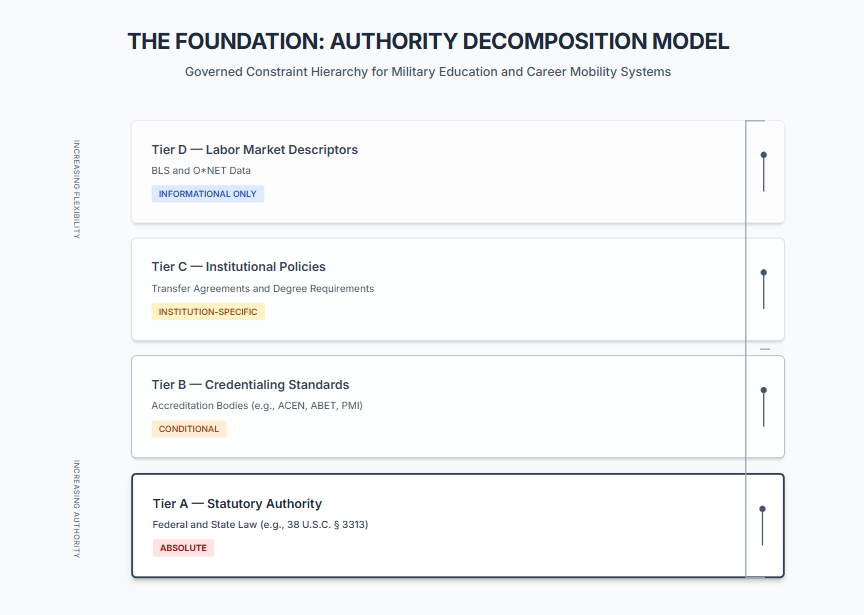 THE FOUNDATION: AUTHORITY DECOMPOSITION MODEL
Governed Constraint Hierarchy for Military Education and Career Mobility Systems
INCREASING FLEXIBILITY
Tier D — Labor Market Descriptors
BLS and O*NET Data
INFORMATIONAL ONLY
Tier C — Institutional Policies
Transfer Agreements and Degree Requirements
INSTITUTION-SPECIFIC
Tier B — Credentialing Standards
Accreditation Bodies (e.g., ACEN, ABET, PMI)
CONDITIONAL
INCREASING AUTHORITY
Tier A — Statutory Authority
Federal and State Law (e.g., 38 U.S.C. § 3313)
ABSOLUTE